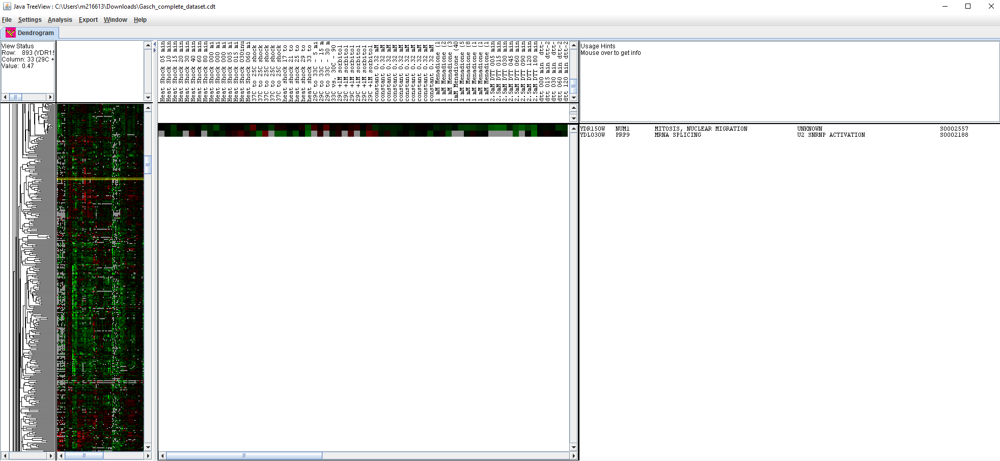 Java TreeView : C:\Users\m216613\Downloads\Gasch_complete_dataset.cdt
File Settings Analysis Export Window Help
Dendrogram
View Status
Row: 893 (YDR15
Column: 33 (29C +
Value: 0.47
Heat Shock 05 min
Heat Shock 10 min
Heat Shock 15 min
Heat Shock 20 min
Heat Shock 30 min
Heat Shock 40 min
Heat Shock 60 min
Heat Shock 80 min
Heat Shock 000 mi
Heat Shock 000 mi
Heat Shock 000 mi
Heat Shock 005 mi
Heat Shock 015 mi
Heat Shock 030inu
Heat Shock 060 mi
37C to 25C shock
37C to 25C shock
37C to 25C shock
37C to 25C shock
37C to 25C shock
heat shock 17 to
heat shock 21 to
heat shock 25 to
heat shock 29 to
heat shock 33 to
29C to 33C - 5 mi
29C to 33C - 15 m
29C to 33C - 30 m
33C vs. 30C - 90
29C +1M sorbitol
29C +1M sorbitol
29C +1M sorbitol
29C +1M sorbitol
29C +1M sorbitol
29C +1M sorbitol
constant 0.32 mM
constant 0.32 mM
constant 0.32 mM
constant 0.32 mM
constant 0.32 mM
constant 0.32 mM
constant 0.32 mM
constant 0.32 mM
constant 0.32 mM
constant 0.32 mM
1 mM Menadione (1
1 mM Menadione (2
1 mM Menadione (3
1mM Menadione (40
1 mM Menadione (5
1 mM Menadione (8
1 mM Menadione (1
1 mM Menadione (1
1 mM Menadione (1
2.5mM DTT 005 min
2.5mM DTT 015 min
2.5mM DTT 030 min
2.5mM DTT 045 min
2.5mM DTT 060 min
2.5mM DTT 090 min
2.5mM DTT 120 min
2.5mM DTT 180 min
dtt 000 min dtt-
dtt 015 min dtt-2
dtt 030 min dtt-2
dtt 060 min dtt-2
dtt 120 min dtt-2
Usage Hints
Mouse over to get info
YDR150W NUM1 MITOSIS, NUCLEAR MIGRATION UNKNOWN S0002557
YDL030W PRP9 MRNA SPLICING U2 SNRNP ACTIVATION S0002188